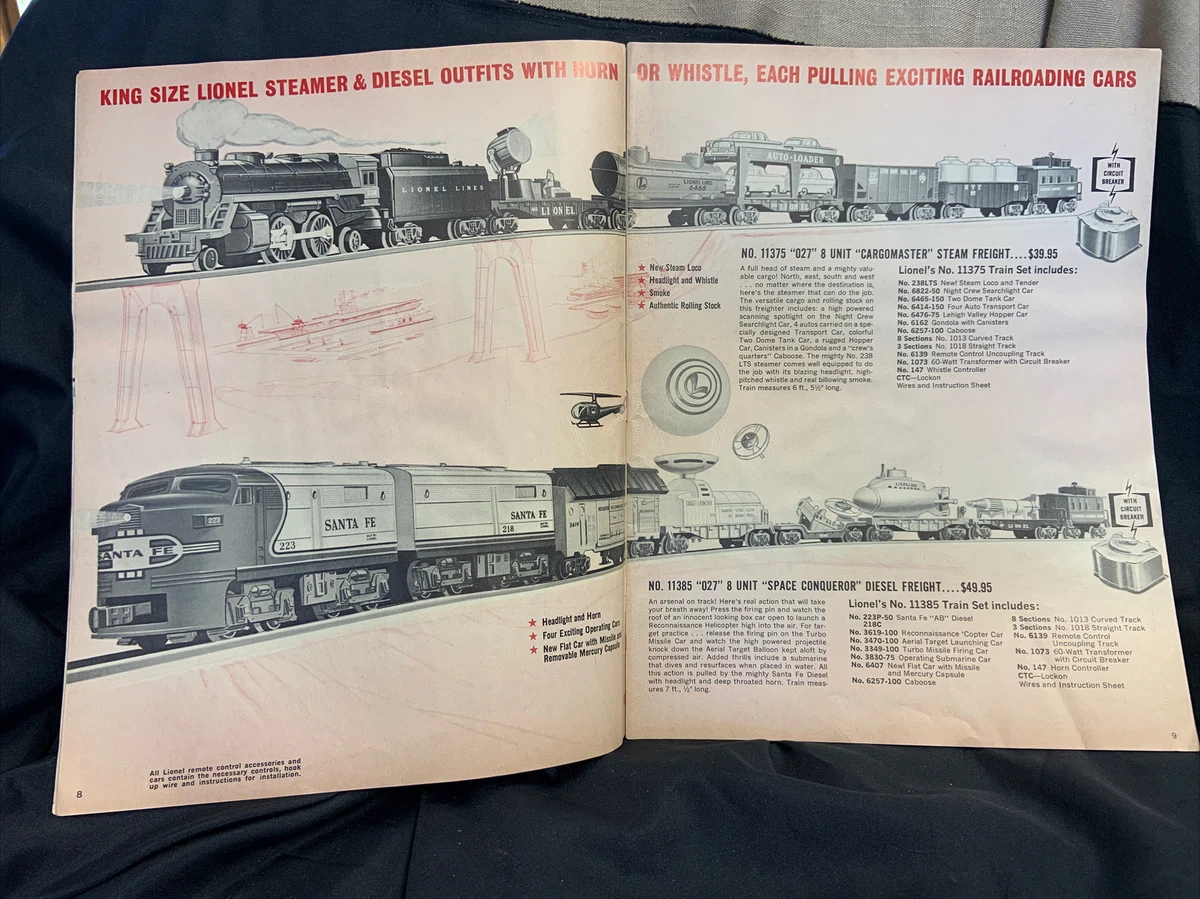 KING SIZE LIONEL STEAMER & DIESEL OUTFITS WITH HORN OR WHISTLE, EACH PULLING EXCITING RAILROADING CARS
LIONEL LINES
LIONEL
LIONEL LINES
6465
AUTO-LOADER
WITH
CIRCUIT
BREAKER
NO. 11375 "027" 8 UNIT "CARGOMASTER" STEAM FREIGHT....$39.95
★ New Steam Loco
★ Headlight and Whistle
★ Smoke
★ Authentic Rolling Stock
A full head of steam and a mighty valu-
able cargo! North, east, south and west
. . . no matter where the destination is,
here's the steamer that can do the job.
The versatile cargo and rolling stock on
this freighter includes: a high powered
scanning spotlight on the Night Crew
Searchlight Car, 4 autos carried on a spe-
cially designed Transport Car, colorful
Two Dome Tank Car, a rugged Hopper
Car, Canisters in a Gondola and a "crew's
quarters" Caboose. The mighty No. 238
LTS steamer comes well equipped to do
the job with its blazing headlight, high-
pitched whistle and real billowing smoke.
Train measures 6 ft., 5½" long.
Lionel's No. 11375 Train Set includes:
No. 238LTS New! Steam Loco and Tender
No. 6822-50 Night Crew Searchlight Car
No. 6465-150 Two Dome Tank Car
No. 6414-150 Four Auto Transport Car
No. 6476-75 Lehigh Valley Hopper Car
No. 6162 Gondola with Canisters
No. 6257-100 Caboose
8 Sections No. 1013 Curved Track
3 Sections No. 1018 Straight Track
No. 6139 Remote Control Uncoupling Track
No. 1073 60-Watt Transformer with Circuit Breaker
No. 147 Whistle Controller
CTC—Lockon
Wires and Instruction Sheet
L
223
SANTA FE
SANTA FE
223
SANTA FE
218
3619
TARGET LAUNCHER
LIONEL
WITH
CIRCUIT
BREAKER
★ Headlight and Horn
★ Four Exciting Operating Cars
★ New Flat Car with Missile and
Removable Mercury Capsule
NO. 11385 "027" 8 UNIT "SPACE CONQUEROR" DIESEL FREIGHT....$49.95
An arsenal on track! Here's real action that will take
your breath away! Press the firing pin and watch the
roof of an innocent looking box car open to launch a
Reconnaissance Helicopter high into the air. For tar-
get practice . . . release the firing pin on the Turbo
Missile Car and watch the high powered projectile
knock down the Aerial Target Balloon kept aloft by
compressed air. Added thrills include a submarine
that dives and resurfaces when placed in water. All
this action is pulled by the mighty Santa Fe Diesel
with headlight and deep throated horn. Train meas-
ures 7 ft., ½" long.
Lionel's No. 11385 Train Set includes:
No. 223P-50 Santa Fe "AB" Diesel
218C
No. 3619-100 Reconnaissance 'Copter Car
No. 3470-100 Aerial Target Launching Car
No. 3349-100 Turbo Missile Firing Car
No. 3830-75 Operating Submarine Car
No. 6407 New! Flat Car with Missile
and Mercury Capsule
No. 6257-100 Caboose
8 Sections No. 1013 Curved Track
3 Sections No. 1018 Straight Track
No. 6139 Remote Control
Uncoupling Track
No. 1073 60-Watt Transformer
with Circuit Breaker
No. 147 Horn Controller
CTC—Lockon
Wires and Instruction Sheet
All Lionel remote control accessories and
cars contain the necessary controls, hook
up wire and instructions for installation.
8
9